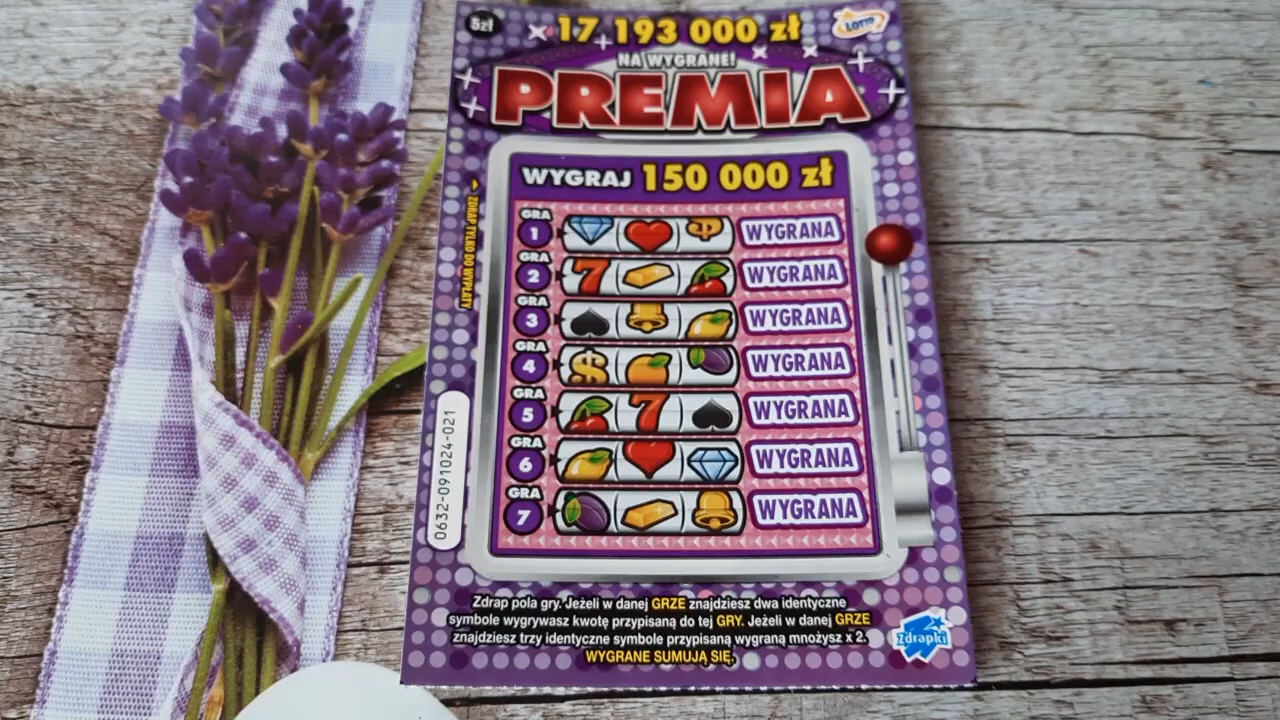 5zł
17 193 000 zł
LOTTO
NA WYGRANE!
PREMIA
WYGRAJ 150 000 zł
ZDRAP TYLKO DO WYPŁATY
GRA
1
WYGRANA
GRA
2
7
WYGRANA
GRA
3
WYGRANA
GRA
4
$
WYGRANA
GRA
5
7
WYGRANA
GRA
6
WYGRANA
GRA
7
WYGRANA
0632-091024-021
Zdrap pola gry. Jeżeli w danej GRZE znajdziesz dwa identyczne
symbole wygrywasz kwotę przypisaną do tej GRY. Jeżeli w danej GRZE
znajdziesz trzy identyczne symbole przypisaną wygraną mnożysz x 2.
WYGRANE SUMUJĄ SIĘ.
Zdrapki